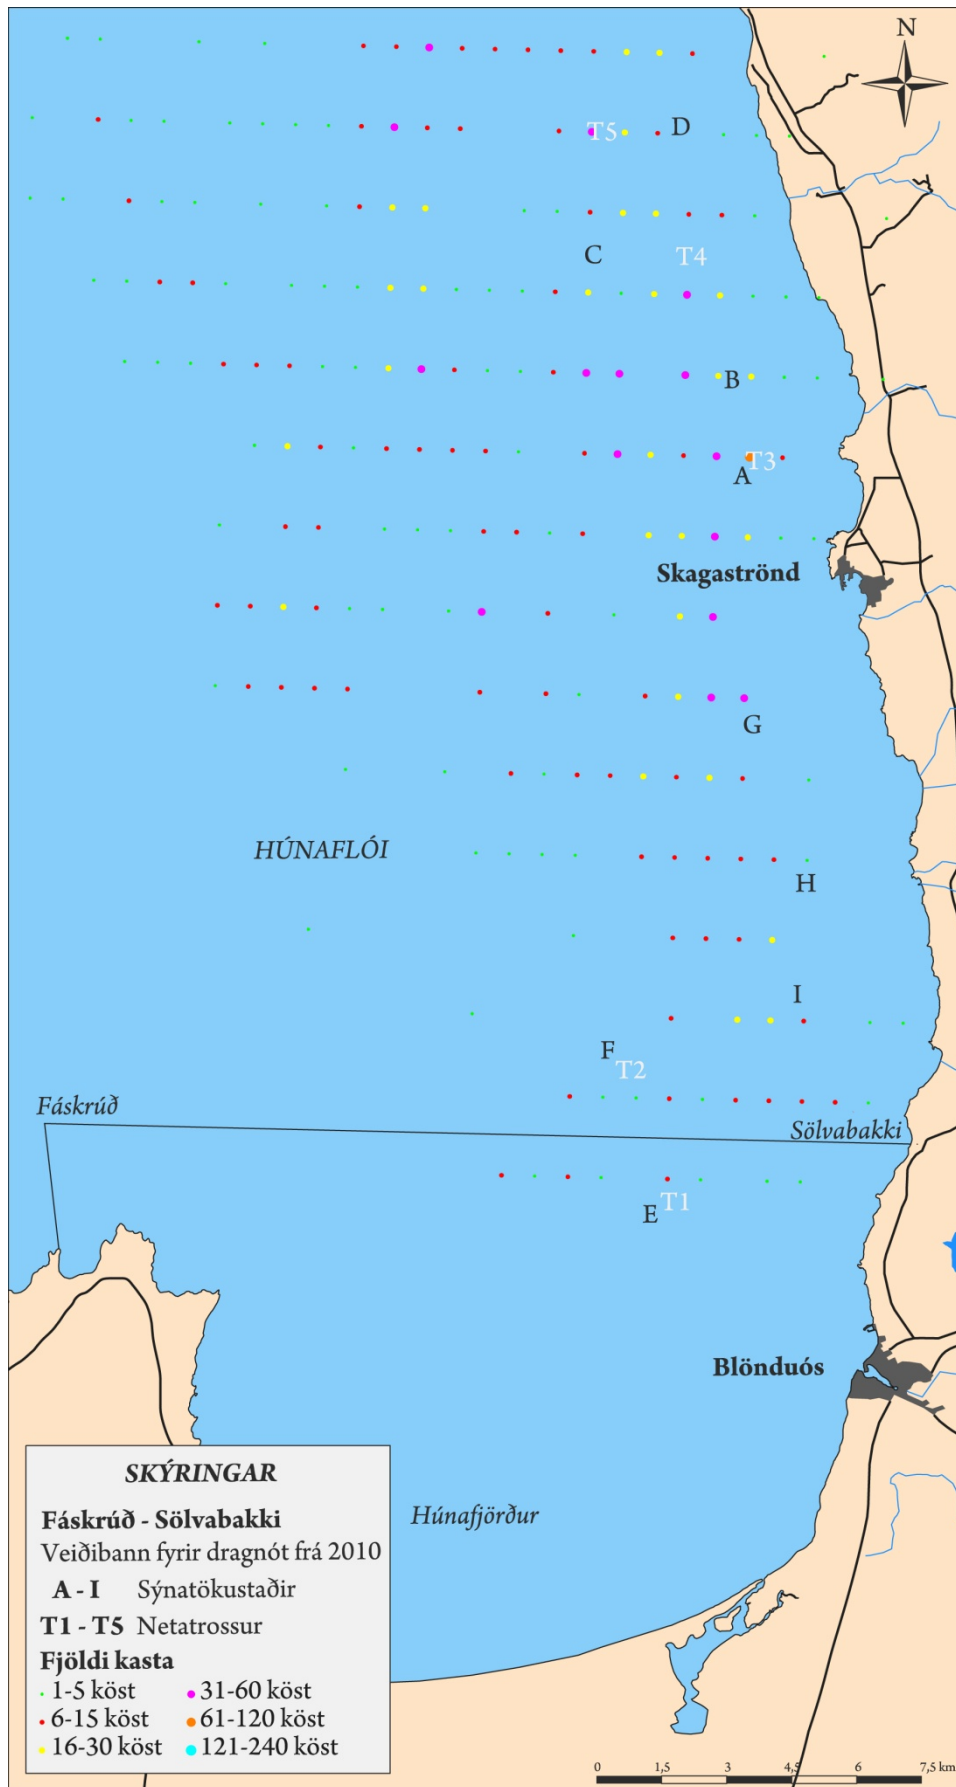 N
T5
D
C
T4
B
T3
A
Skagaströnd
G
HÚNAFLÓI
H
I
F
T2
Fáskrúð
Sölvabakki
T1
E
Blönduós
Húnafjörður
SKÝRINGAR
Fáskrúð - Sölvabakki
Veiðibann fyrir dragnót frá 2010
A - I Sýnatökustaðir
T1 - T5 Netatrossur
Fjöldi kasta
1-5 köst 31-60 köst
6-15 köst 61-120 köst
16-30 köst 121-240 köst
0 1,5 3 4,5 6 7,5 km